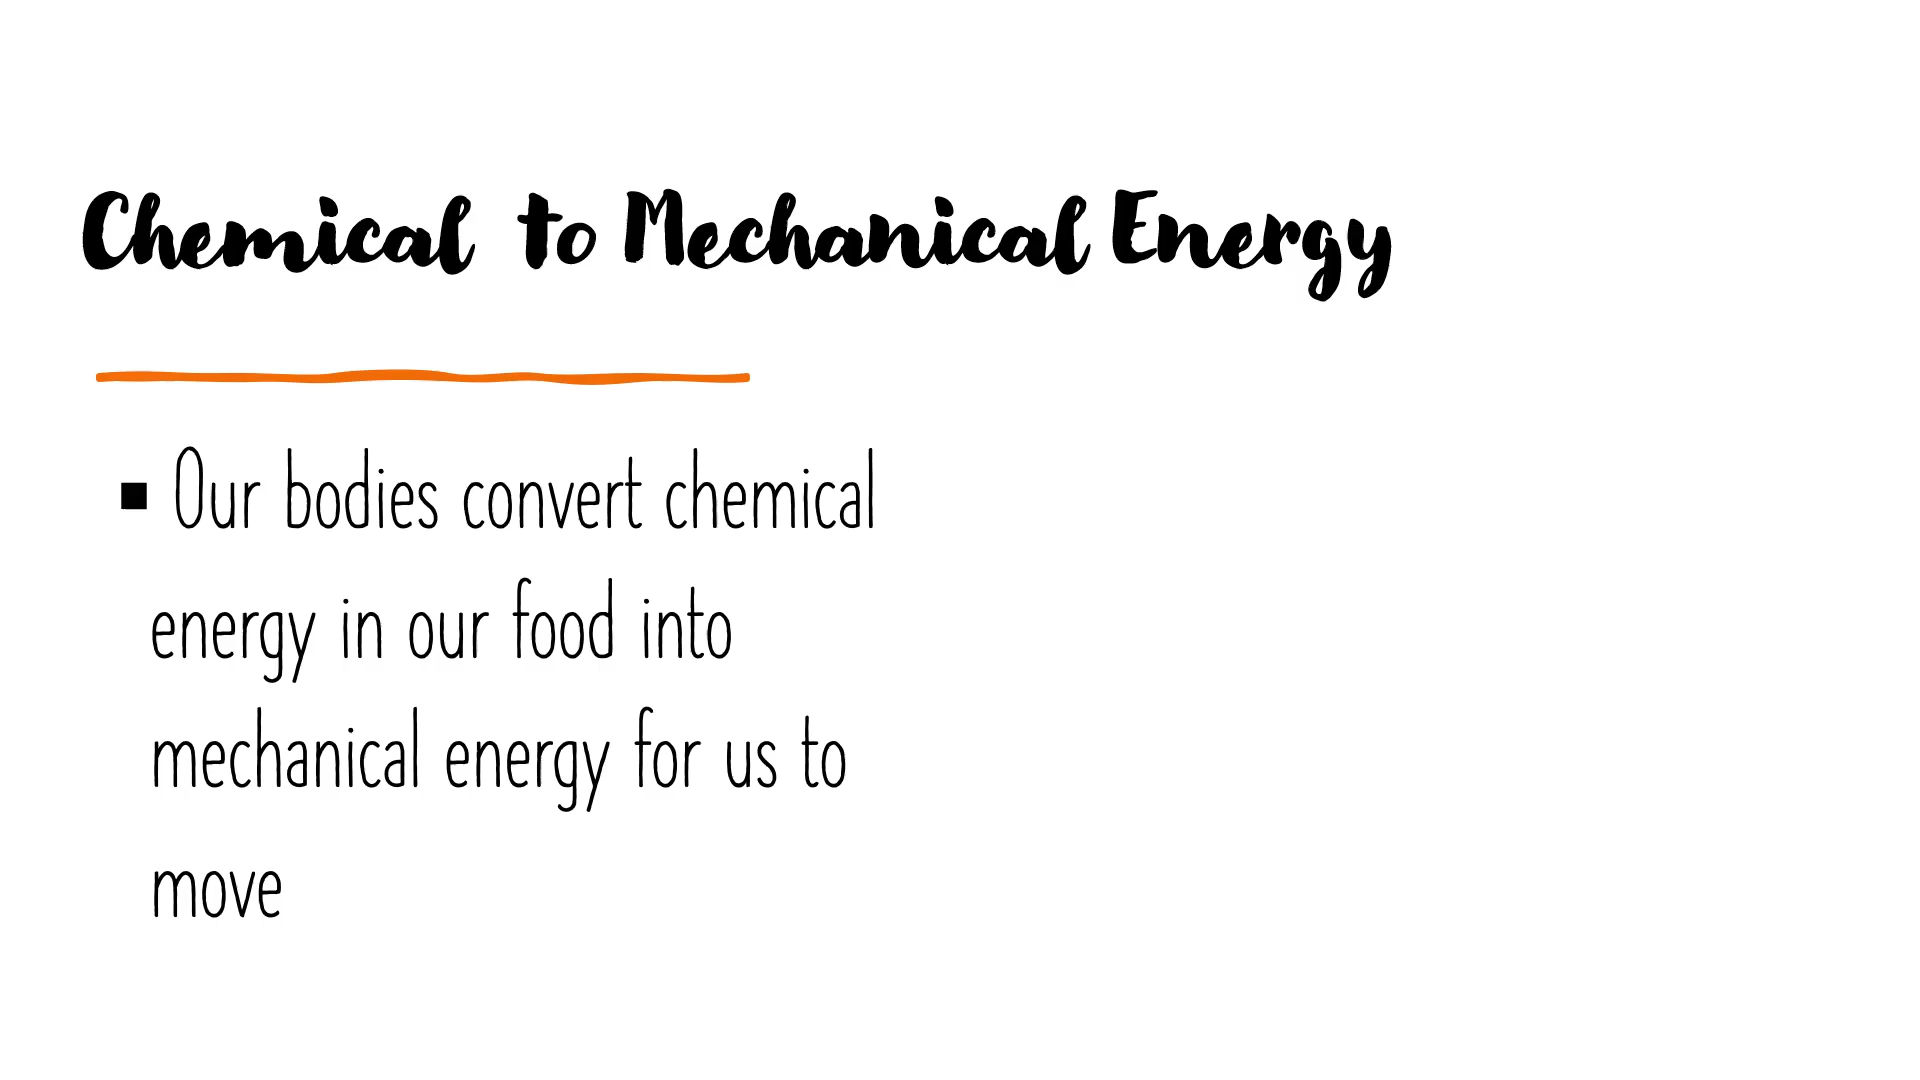 Chemical to Mechanical Energy
▪ Our bodies convert chemical
energy in our food into
mechanical energy for us to
move